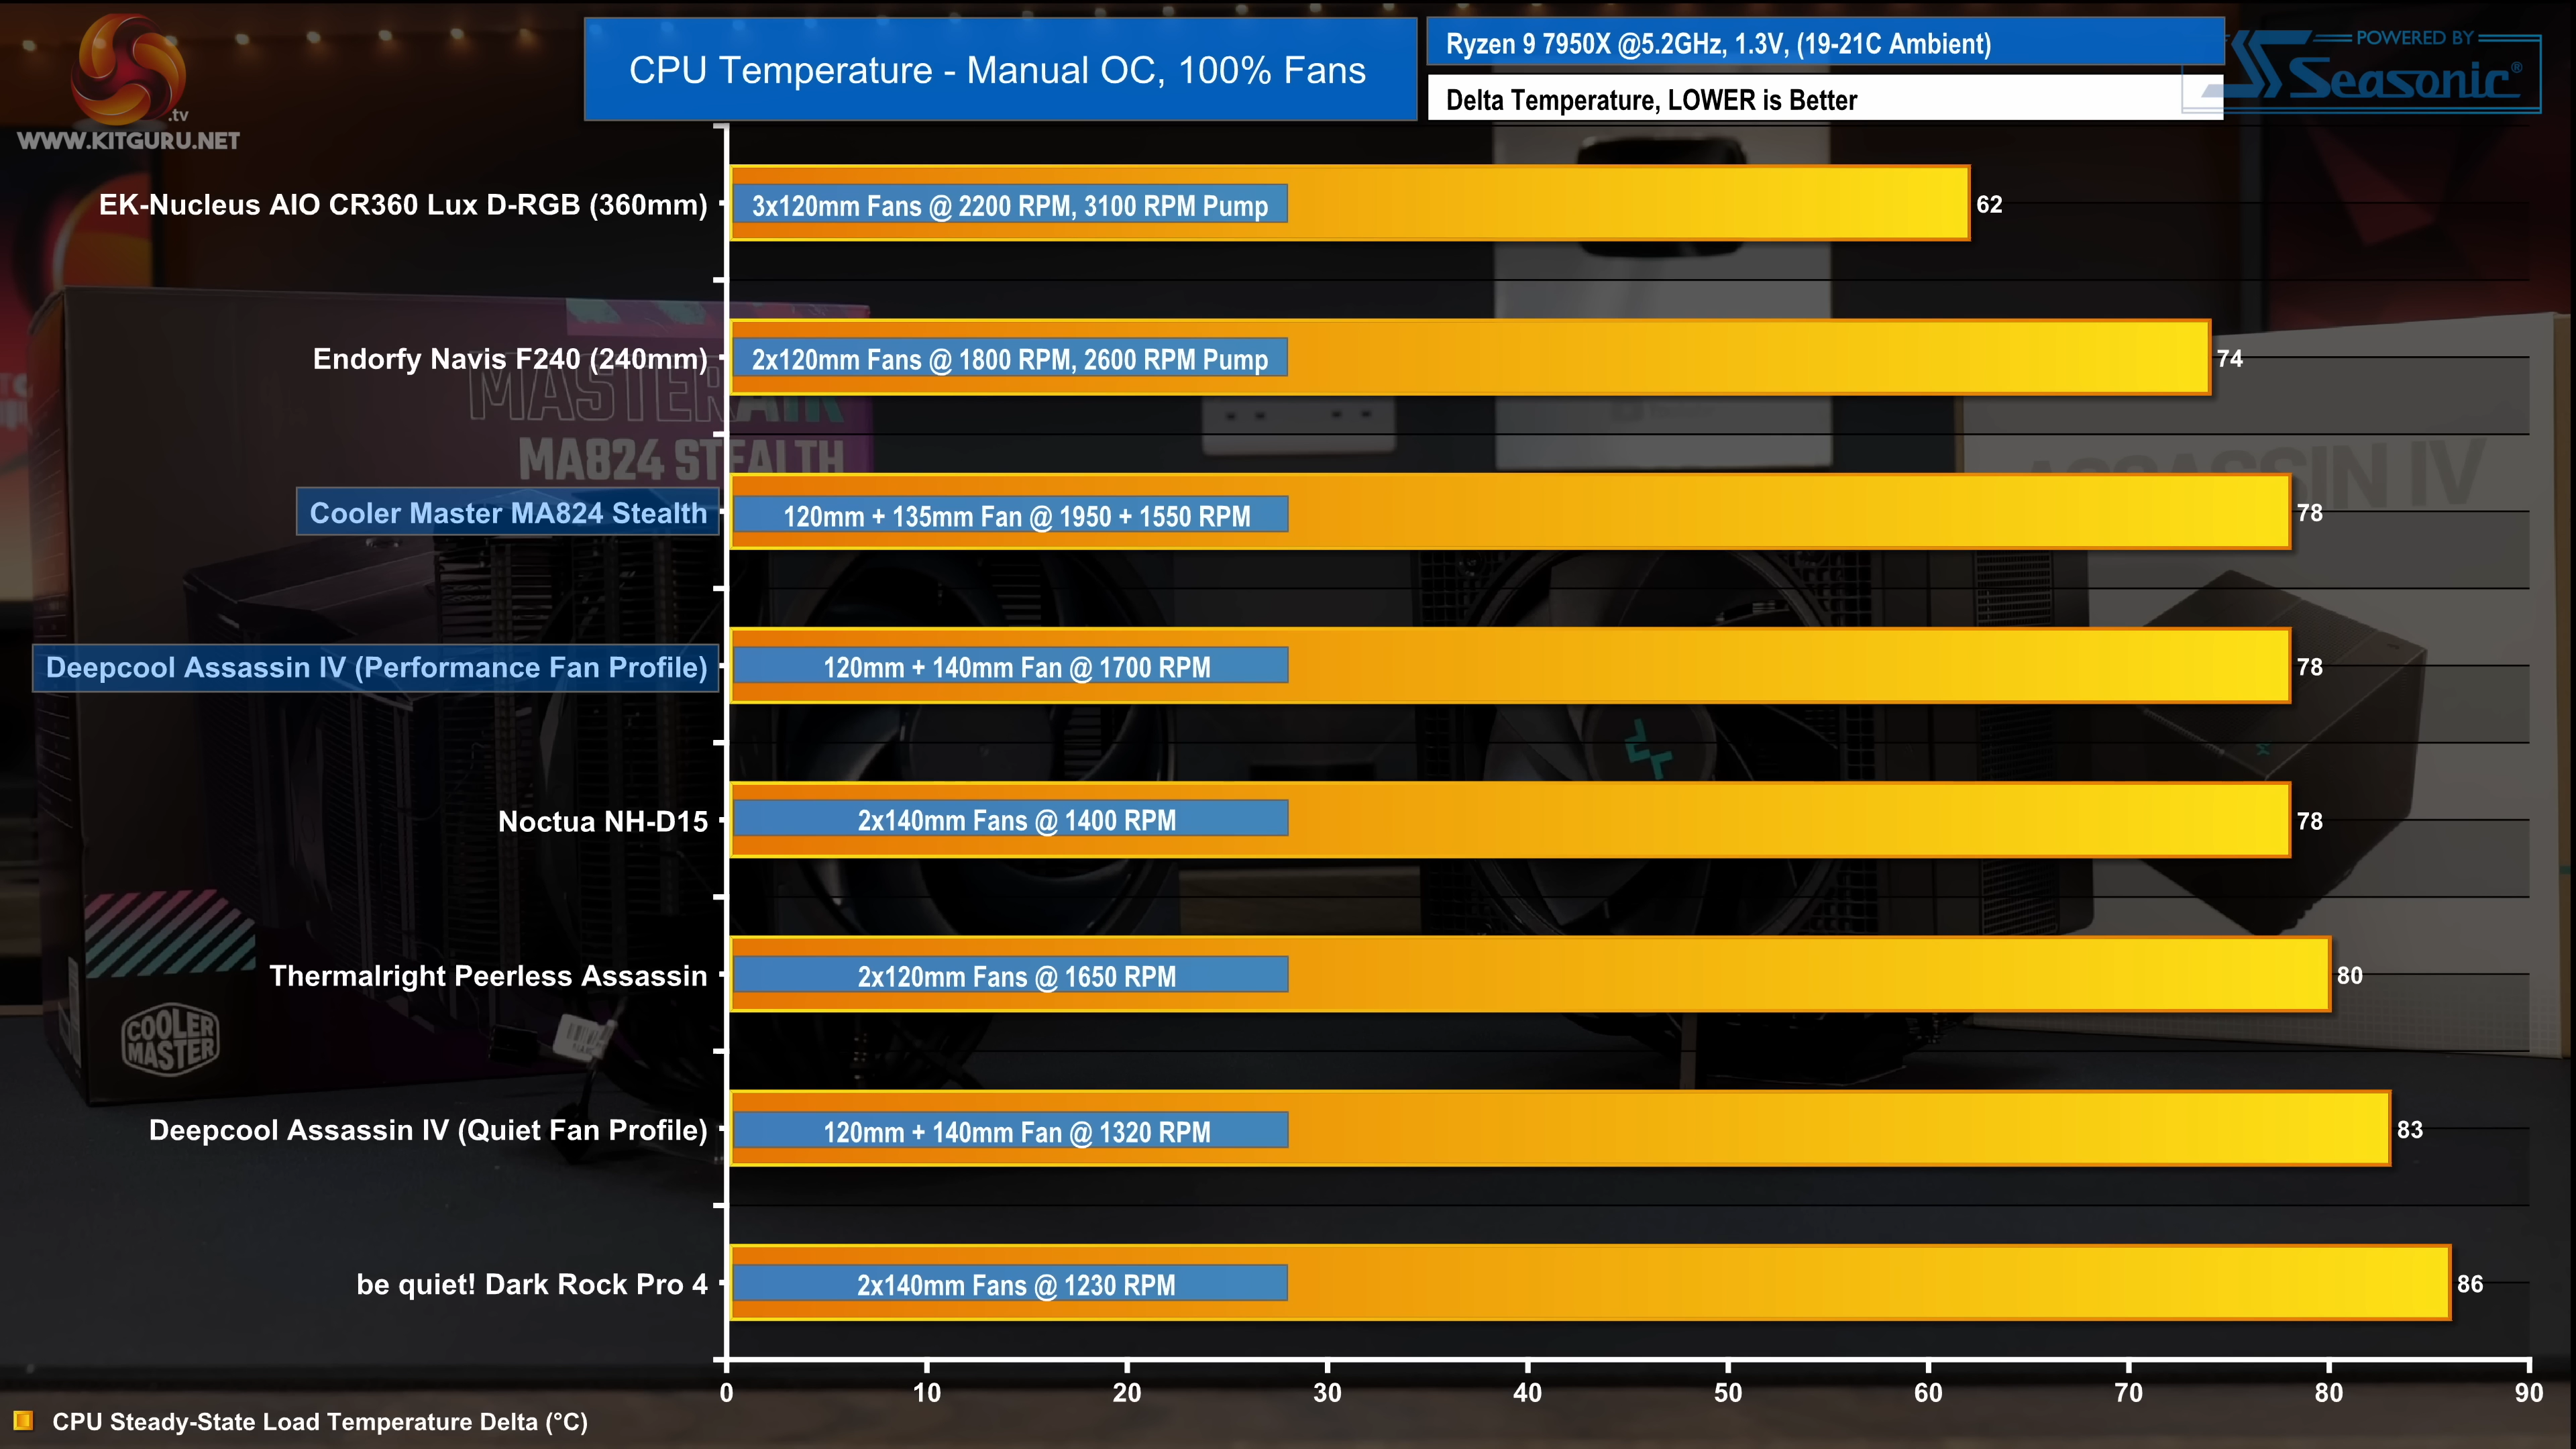 .tv
WWW.KITGURU.NET
CPU Temperature - Manual OC, 100% Fans
Ryzen 9 7950X @5.2GHz, 1.3V, (19-21C Ambient)
Delta Temperature, LOWER is Better
POWERED BY
Seasonic®
EK-Nucleus AIO CR360 Lux D-RGB (360mm)
3x120mm Fans @ 2200 RPM, 3100 RPM Pump
62
Endorfy Navis F240 (240mm)
2x120mm Fans @ 1800 RPM, 2600 RPM Pump
74
MASTERAIR
MA824 STEALTH
ASSASSIN IV
Cooler Master MA824 Stealth
120mm + 135mm Fan @ 1950 + 1550 RPM
78
Deepcool Assassin IV (Performance Fan Profile)
120mm + 140mm Fan @ 1700 RPM
78
Noctua NH-D15
2x140mm Fans @ 1400 RPM
78
Thermalright Peerless Assassin
2x120mm Fans @ 1650 RPM
80
COOLER
MASTER
Deepcool Assassin IV (Quiet Fan Profile)
120mm + 140mm Fan @ 1320 RPM
83
be quiet! Dark Rock Pro 4
2x140mm Fans @ 1230 RPM
86
0 10 20 30 40 50 60 70 80 90
CPU Steady-State Load Temperature Delta (°C)